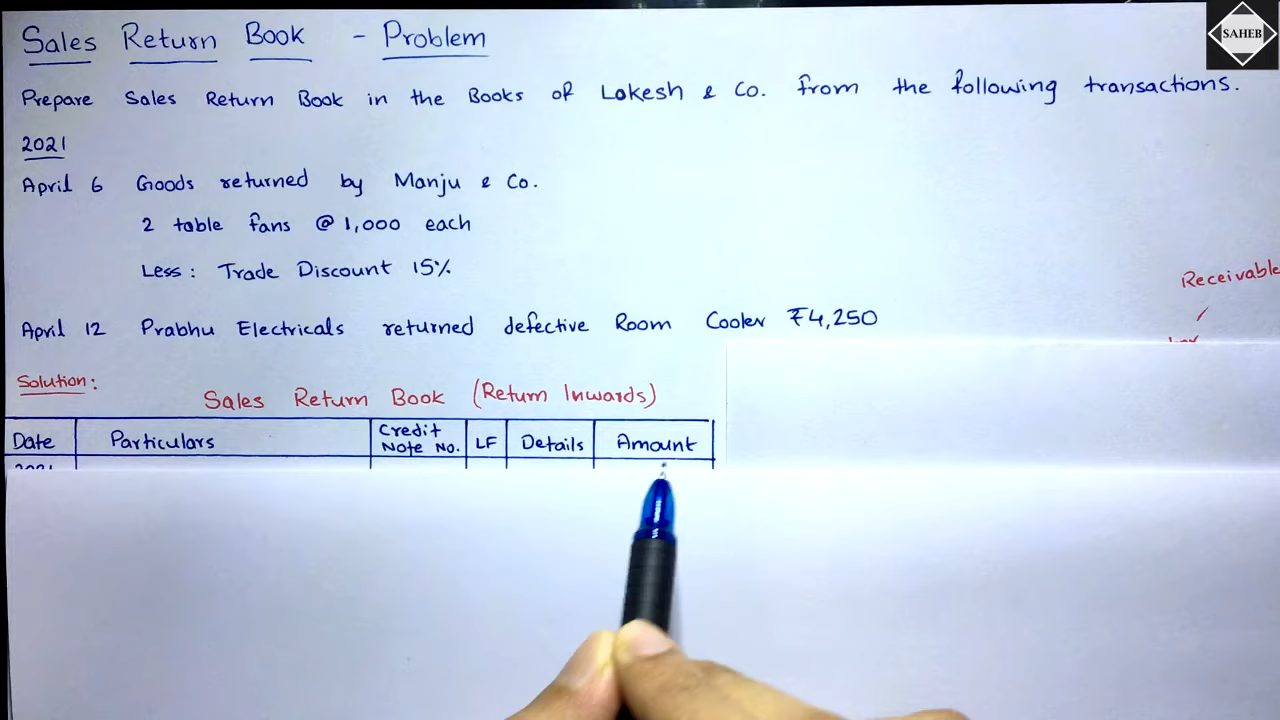 SAHEB
Sales Return Book - Problem
Prepare Sales Return Book in the Books of Lokesh & Co. from the following transactions.
2021
April 6 Goods returned by Manju & Co.
2 table fans @ 1,000 each
Less: Trade Discount 15%
Receivable
April 12 Prabhu Electricals returned defective Room Cooler ₹4,250
Solution:
Sales Return Book (Return Inwards)
Date Particulars Credit Note No. LF Details Amount